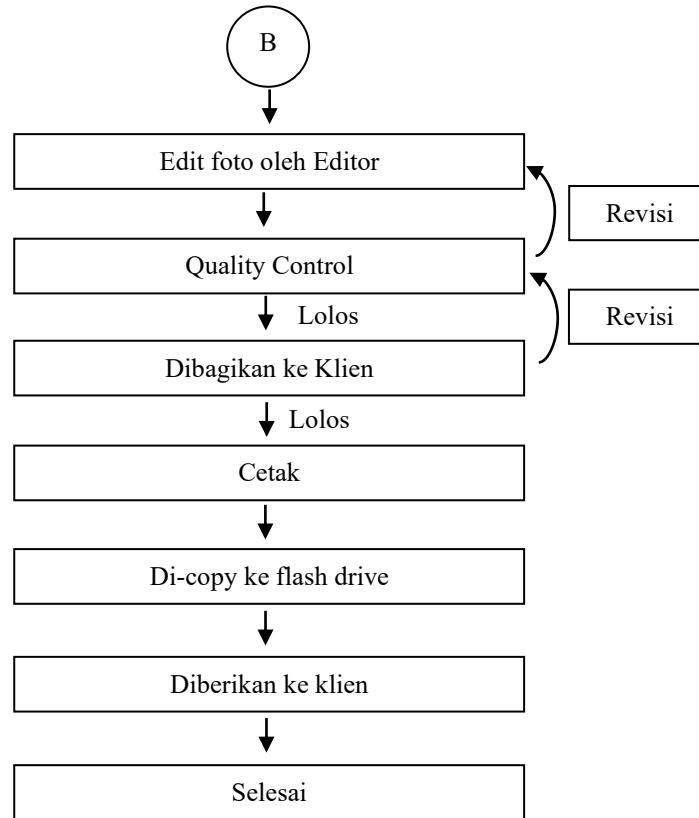 B
Edit foto oleh Editor
Revisi
Quality Control
Lolos
Revisi
Dibagikan ke Klien
Lolos
Cetak
Di-copy ke flash drive
Diberikan ke klien
Selesai